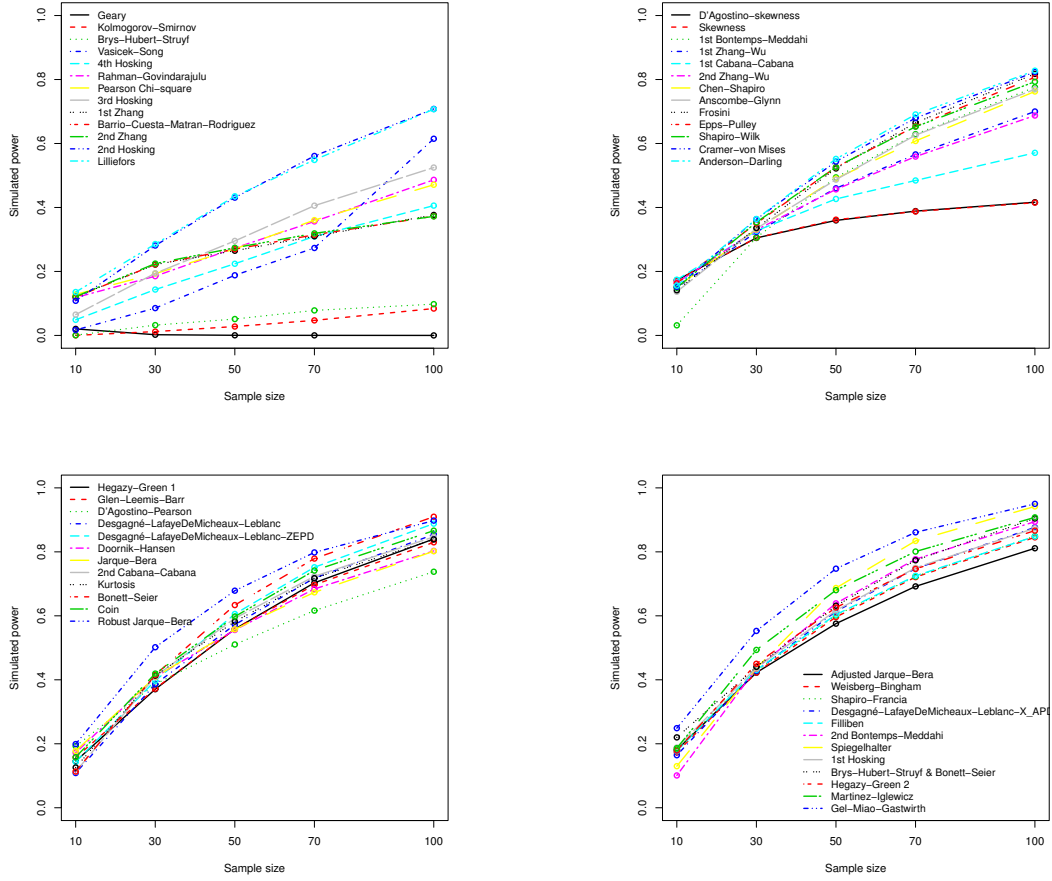 1.0
0.8
0.6
0.4
0.2
0.0
Simulated power
Geary
Kolmogorov−Smirnov
Brys−Hubert−Struyf
Vasicek−Song
4th Hosking
Rahman−Govindarajulu
Pearson Chi−square
3rd Hosking
1st Zhang
Barrio−Cuesta−Matran−Rodriguez
2nd Zhang
2nd Hosking
Lilliefors
10 30 50 70 100
Sample size
1.0
0.8
0.6
0.4
0.2
0.0
Simulated power
D'Agostino−skewness
Skewness
1st Bontemps−Meddahi
1st Zhang−Wu
1st Cabana−Cabana
2nd Zhang−Wu
Chen−Shapiro
Anscombe−Glynn
Frosini
Epps−Pulley
Shapiro−Wilk
Cramer−von Mises
Anderson−Darling
10 30 50 70 100
Sample size
1.0
0.8
0.6
0.4
0.2
0.0
Simulated power
Hegazy−Green 1
Glen−Leemis−Barr
D'Agostino−Pearson
Desgagné−LafayeDeMicheaux−Leblanc
Desgagné−LafayeDeMicheaux−Leblanc−ZEPD
Doornik−Hansen
Jarque−Bera
2nd Cabana−Cabana
Kurtosis
Bonett−Seier
Coin
Robust Jarque−Bera
10 30 50 70 100
Sample size
1.0
0.8
0.6
0.4
0.2
0.0
Simulated power
Adjusted Jarque−Bera
Weisberg−Bingham
Shapiro−Francia
Desgagné−LafayeDeMicheaux−Leblanc−X_APD
Filliben
2nd Bontemps−Meddahi
Spiegelhalter
1st Hosking
Brys−Hubert−Struyf & Bonett−Seier
Hegazy−Green 2
Martinez−Iglewicz
Gel−Miao−Gastwirth
10 30 50 70 100
Sample size